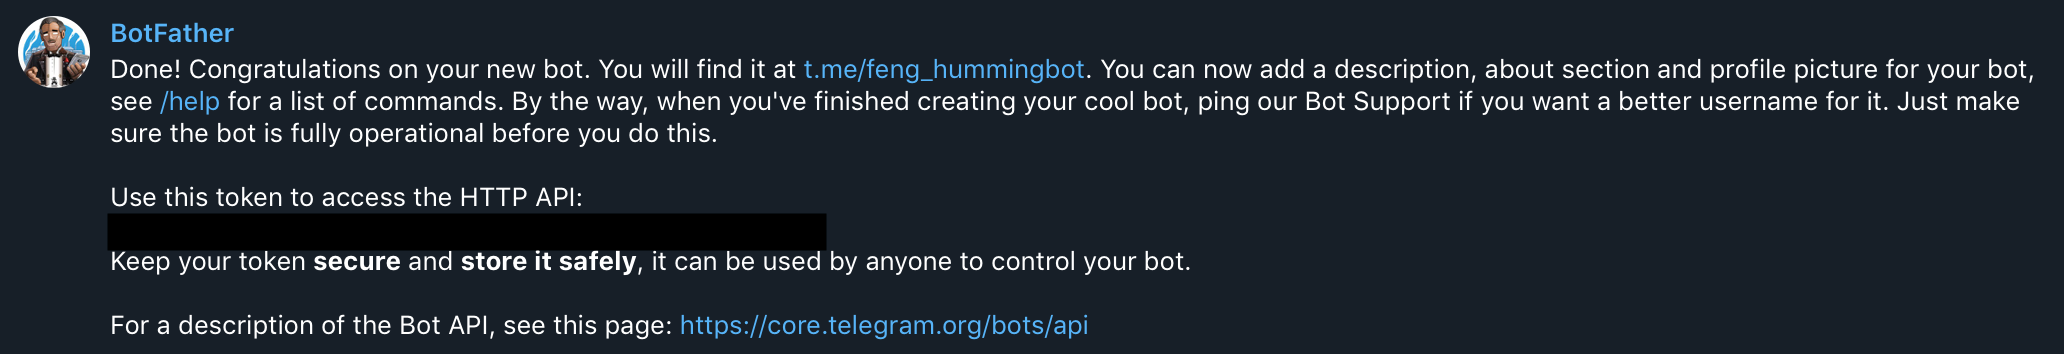 BotFather
Done! Congratulations on your new bot. You will find it at t.me/feng_hummingbot. You can now add a description, about section and profile picture for your bot,
see /help for a list of commands. By the way, when you've finished creating your cool bot, ping our Bot Support if you want a better username for it. Just make
sure the bot is fully operational before you do this.
Use this token to access the HTTP API:
Keep your token secure and store it safely, it can be used by anyone to control your bot.
For a description of the Bot API, see this page: https://core.telegram.org/bots/api